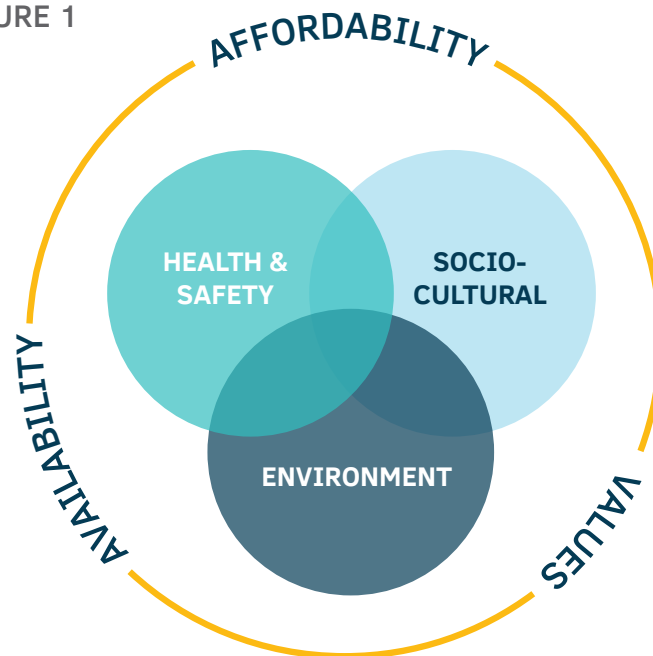 URE 1
AFFORDABILITY
HEALTH &
SAFETY
SOCIO-
CULTURAL
ENVIRONMENT
AVAILABILITY
VALUES